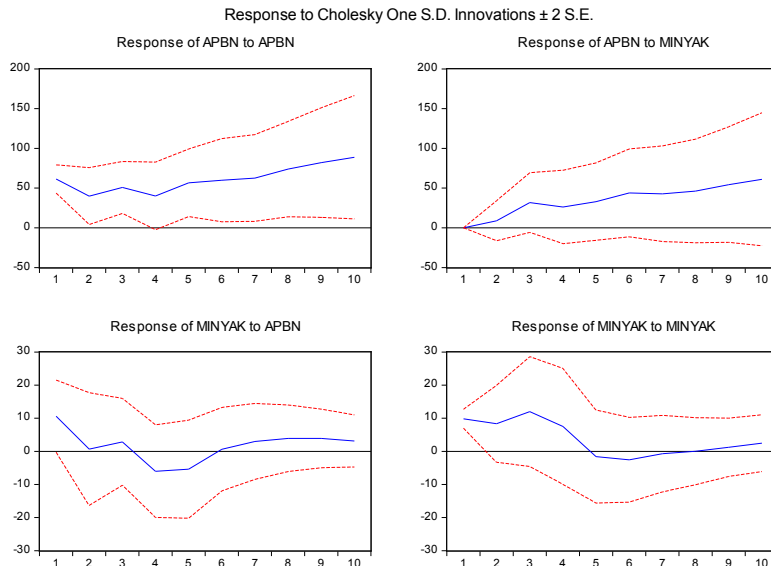 Response to Cholesky One S.D. Innovations ± 2 S.E.
Response of APBN to APBN
200
150
100
50
0
-50
1 2 3 4 5 6 7 8 9 10
Response of APBN to MINYAK
200
150
100
50
0
-50
1 2 3 4 5 6 7 8 9 10
Response of MINYAK to APBN
30
20
10
0
-10
-20
-30
1 2 3 4 5 6 7 8 9 10
Response of MINYAK to MINYAK
30
20
10
0
-10
-20
-30
1 2 3 4 5 6 7 8 9 10